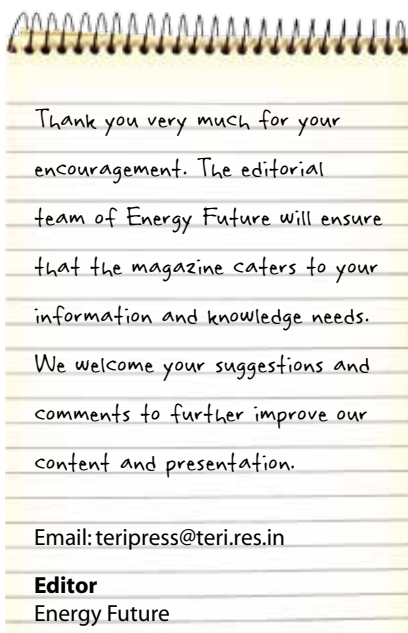 Thank you very much for your
encouragement. The editorial
team of Energy Future will ensure
that the magazine caters to your
information and knowledge needs.
We welcome your suggestions and
comments to further improve our
content and presentation.
Email: teripress@teri.res.in
Editor
Energy Future